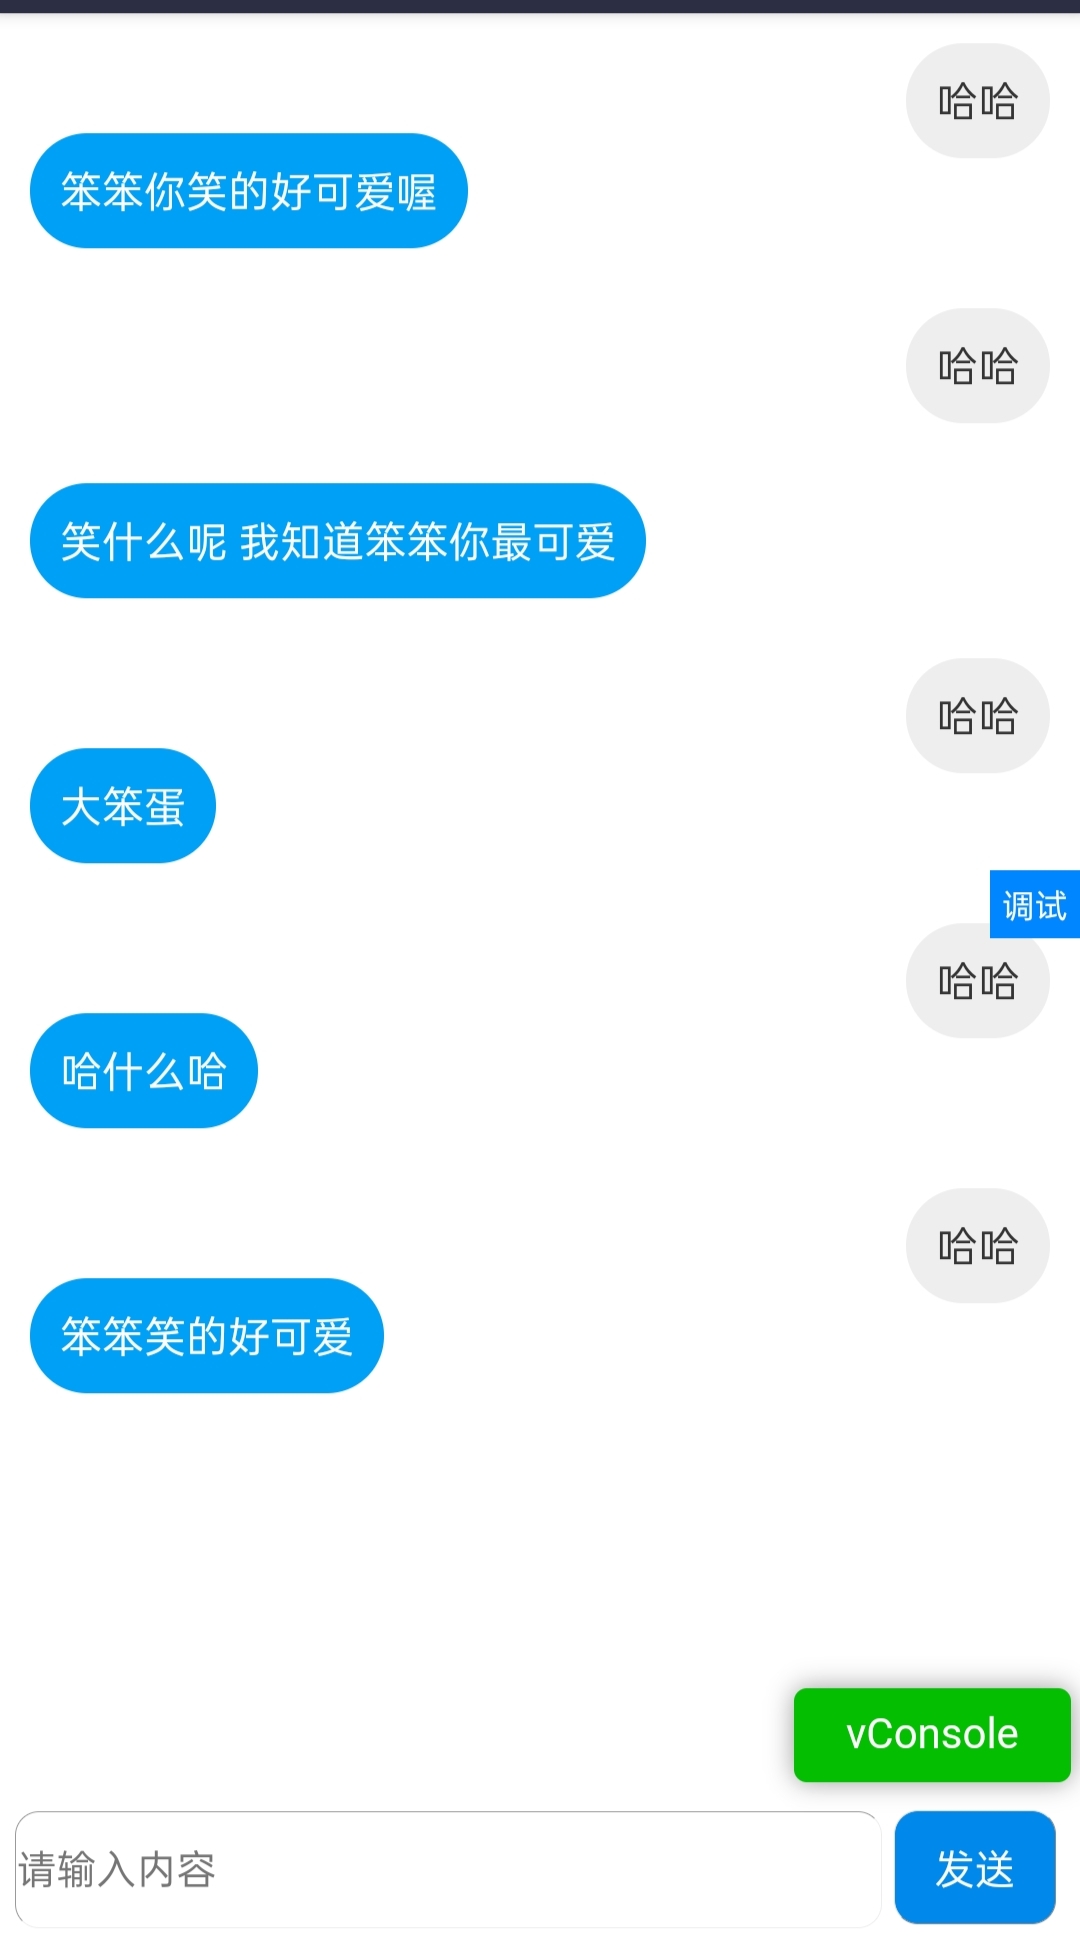 哈哈
笨笨你笑的好可爱喔
哈哈
笑什么呢 我知道笨笨你最可爱
哈哈
大笨蛋
调试
哈哈
哈什么哈
哈哈
笨笨笑的好可爱
vConsole
请输入内容
发送